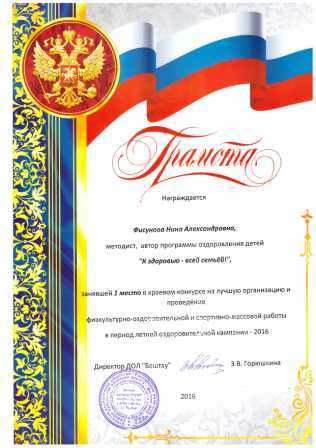 Грамота
Награждается
Фисунова Нина Александровна,
методист, автор программы оздоровления детей
"К здоровью - всей семьёй!",
занявшей 1 место в краевом конкурсе на лучшую организацию и
проведение
физкультурно-оздоровительной и спортивно-массовой работы
в период летней оздоровительной кампании - 2016
Директор ДОЛ "Бештау" З.В. Горюшкина
2016